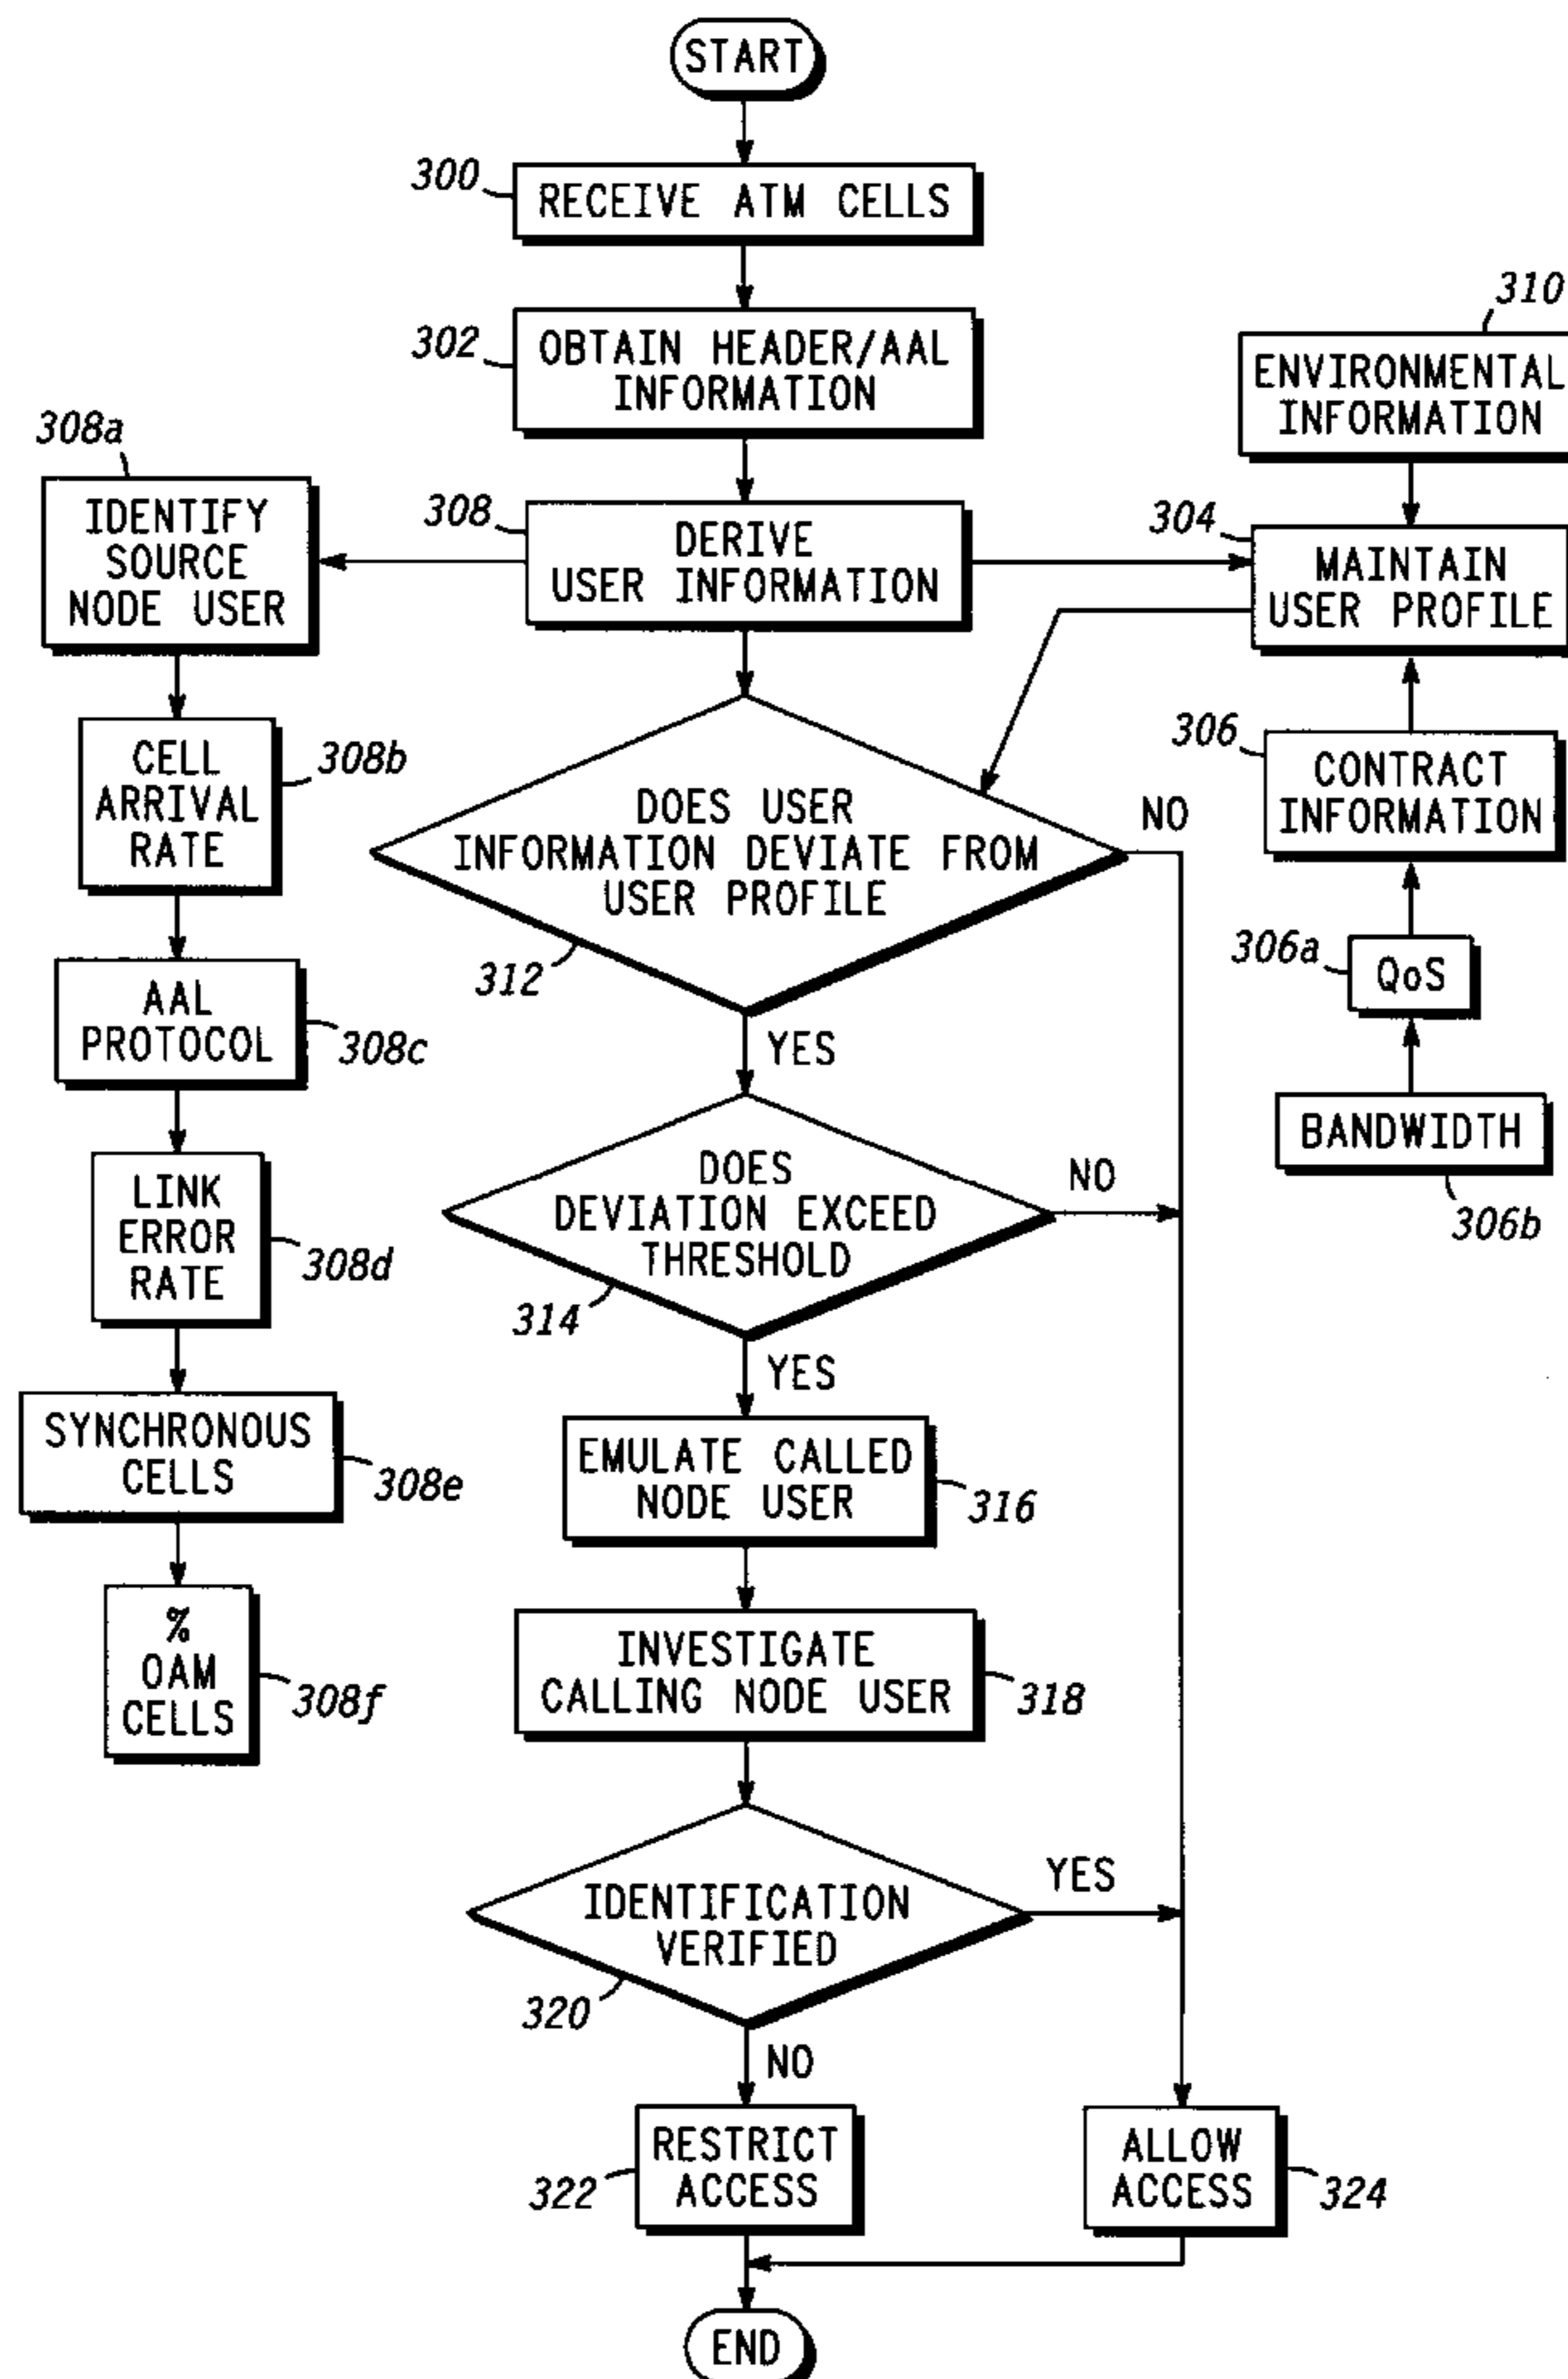 START
300
RECEIVE ATM CELLS
310
302
OBTAIN HEADER/AAL
INFORMATION
ENVIRONMENTAL
INFORMATION
308a
IDENTIFY
SOURCE
NODE USER
308
DERIVE
USER INFORMATION
304
MAINTAIN
USER PROFILE
CELL
ARRIVAL
RATE
308b
306
CONTRACT
INFORMATION
DOES USER
INFORMATION DEVIATE FROM
USER PROFILE
NO
312
YES
306a
QoS
AAL
PROTOCOL
308c
BANDWIDTH
306b
LINK
ERROR
RATE
308d
DOES
DEVIATION EXCEED
THRESHOLD
NO
314
YES
SYNCHRONOUS
CELLS
308e
EMULATE CALLED
NODE USER
316
%
OAM
CELLS
308f
INVESTIGATE
CALLING NODE USER
318
IDENTIFICATION
VERIFIED
YES
320
NO
RESTRICT
ACCESS
322
ALLOW
ACCESS
324
END